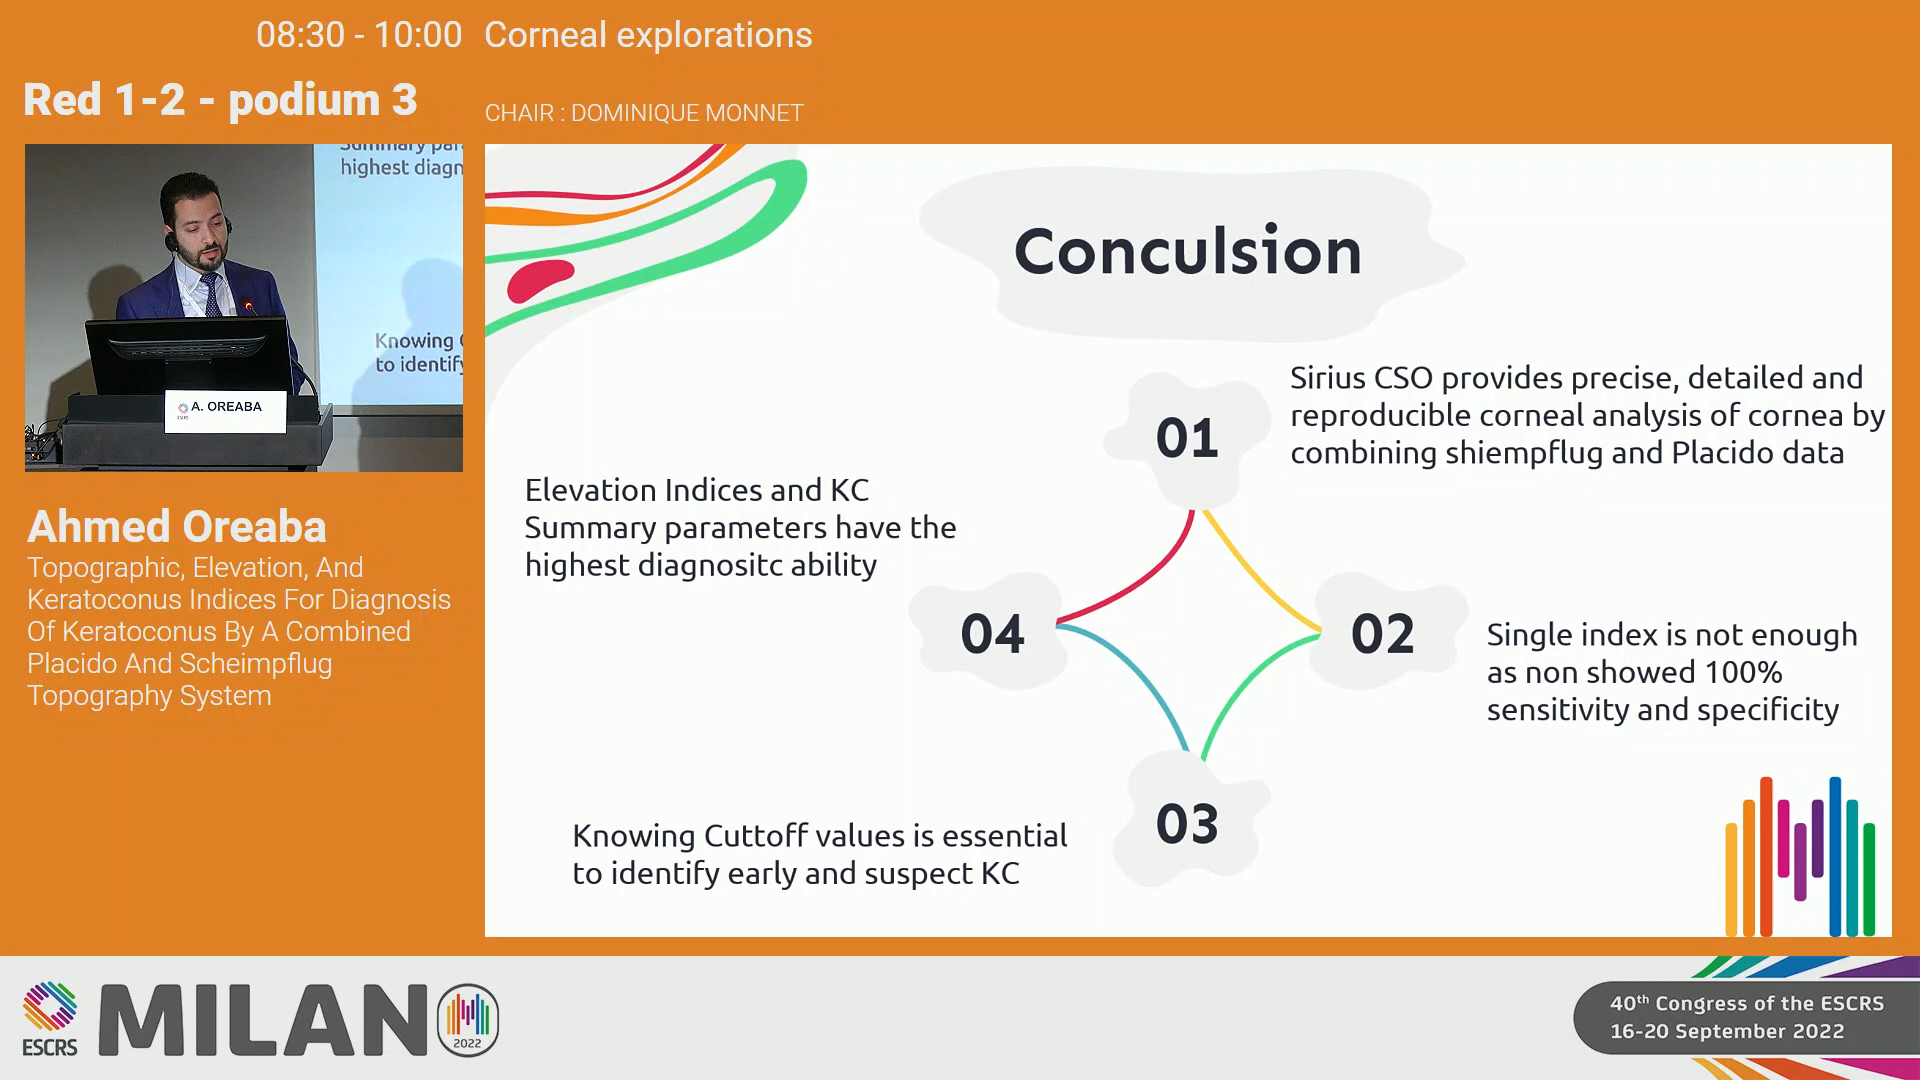 08:30 - 10:00 Corneal explorations
Red 1-2 - podium 3
CHAIR : DOMINIQUE MONNET
highest diagn
Knowing
to identify
ESCRS
A. OREABA
Ahmed Oreaba
Topographic, Elevation, And
Keratoconus Indices For Diagnosis
Of Keratoconus By A Combined
Placido And Scheimpflug
Topography System
Conculsion
01
Sirius CSO provides precise, detailed and
reproducible corneal analysis of cornea by
combining shiempflug and Placido data
02
Single index is not enough
as non showed 100%
sensitivity and specificity
03
Knowing Cuttoff values is essential
to identify early and suspect KC
04
Elevation Indices and KC
Summary parameters have the
highest diagnositc ability
ESCRS
MILANO
2022
40th Congress of the ESCRS
16-20 September 2022